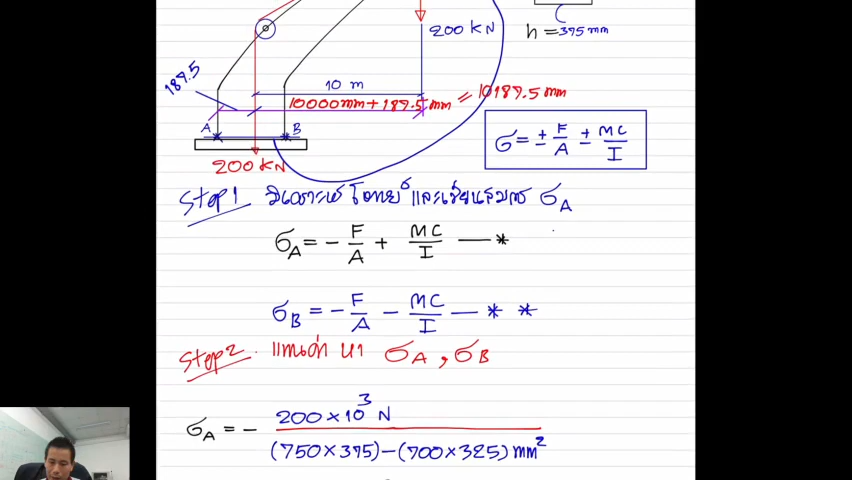 200 kN
h = 375 mm
187.5
10 m
10000mm + 187.5mm = 10187.5 mm
A B
200 kN
σ = ± F/A ± MC/I
Step1 วิเคราะห์โจทย์และเขียนสมการ σA
σA = - F/A + MC/I — *
σB = - F/A - MC/I — * *
Step2 แทนค่า หา σA , σB
σA = - 200 × 10³ N
(750 × 375) - (700 × 325) mm²